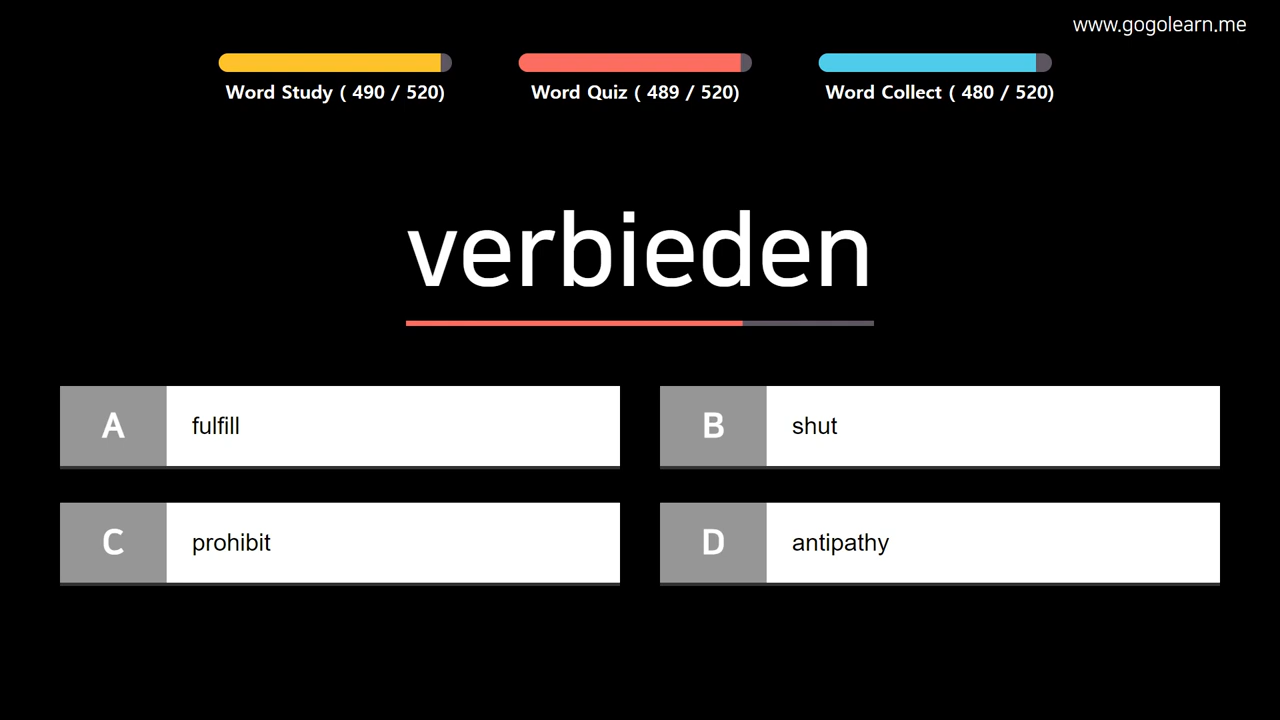 www.gogolearn.me
Word Study ( 490 / 520)
Word Quiz ( 489 / 520)
Word Collect ( 480 / 520)
verbieden
A fulfill
B shut
C prohibit
D antipathy